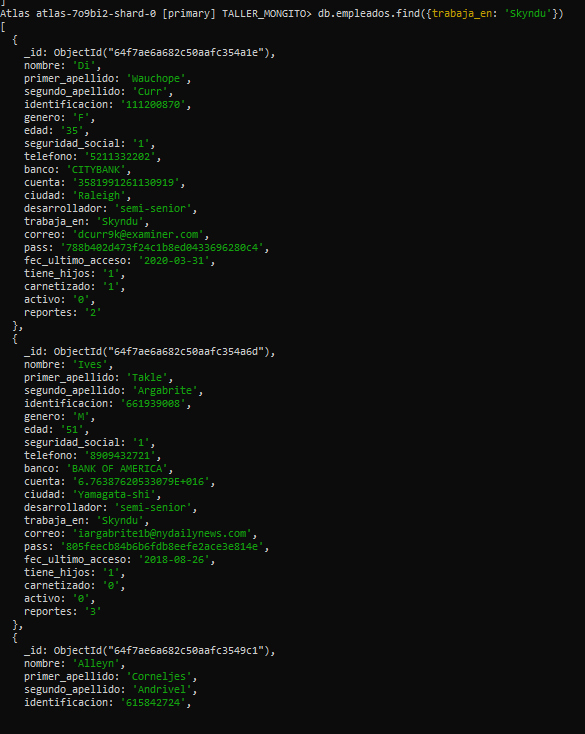 ]
Atlas atlas-7o9bi2-shard-0 [primary] TALLER_MONGITO> db.empleados.find({trabaja_en: 'Skyndu'})
[
  {
    _id: ObjectId("64f7ae6a682c50aafc354a1e"),
    nombre: 'Di',
    primer_apellido: 'Wauchope',
    segundo_apellido: 'Curr',
    identificacion: '111200870',
    genero: 'F',
    edad: '35',
    seguridad_social: '1',
    telefono: '5211332202',
    banco: 'CITYBANK',
    cuenta: '3581991261130919',
    ciudad: 'Raleigh',
    desarrollador: 'semi-senior',
    trabaja_en: 'Skyndu',
    correo: 'dcurr9k@examiner.com',
    pass: '788b402d473f24c1b8ed0433696280c4',
    fec_ultimo_acceso: '2020-03-31',
    tiene_hijos: '1',
    carnetizado: '1',
    activo: '0',
    reportes: '2'
  },
  {
    _id: ObjectId("64f7ae6a682c50aafc354a6d"),
    nombre: 'Ives',
    primer_apellido: 'Takle',
    segundo_apellido: 'Argabrite',
    identificacion: '661939008',
    genero: 'M',
    edad: '51',
    seguridad_social: '1',
    telefono: '8909432721',
    banco: 'BANK OF AMERICA',
    cuenta: '6.76387620533079E+016',
    ciudad: 'Yamagata-shi',
    desarrollador: 'semi-senior',
    trabaja_en: 'Skyndu',
    correo: 'iargabrite1b@nydailynews.com',
    pass: '805feecb84b6b6fdb8eefe2ace3e814e',
    fec_ultimo_acceso: '2018-08-26',
    tiene_hijos: '1',
    carnetizado: '0',
    activo: '0',
    reportes: '3'
  },
  {
    _id: ObjectId("64f7ae6a682c50aafc3549c1"),
    nombre: 'Alleyn',
    primer_apellido: 'Corneljes',
    segundo_apellido: 'Andrivel',
    identificacion: '615842724',